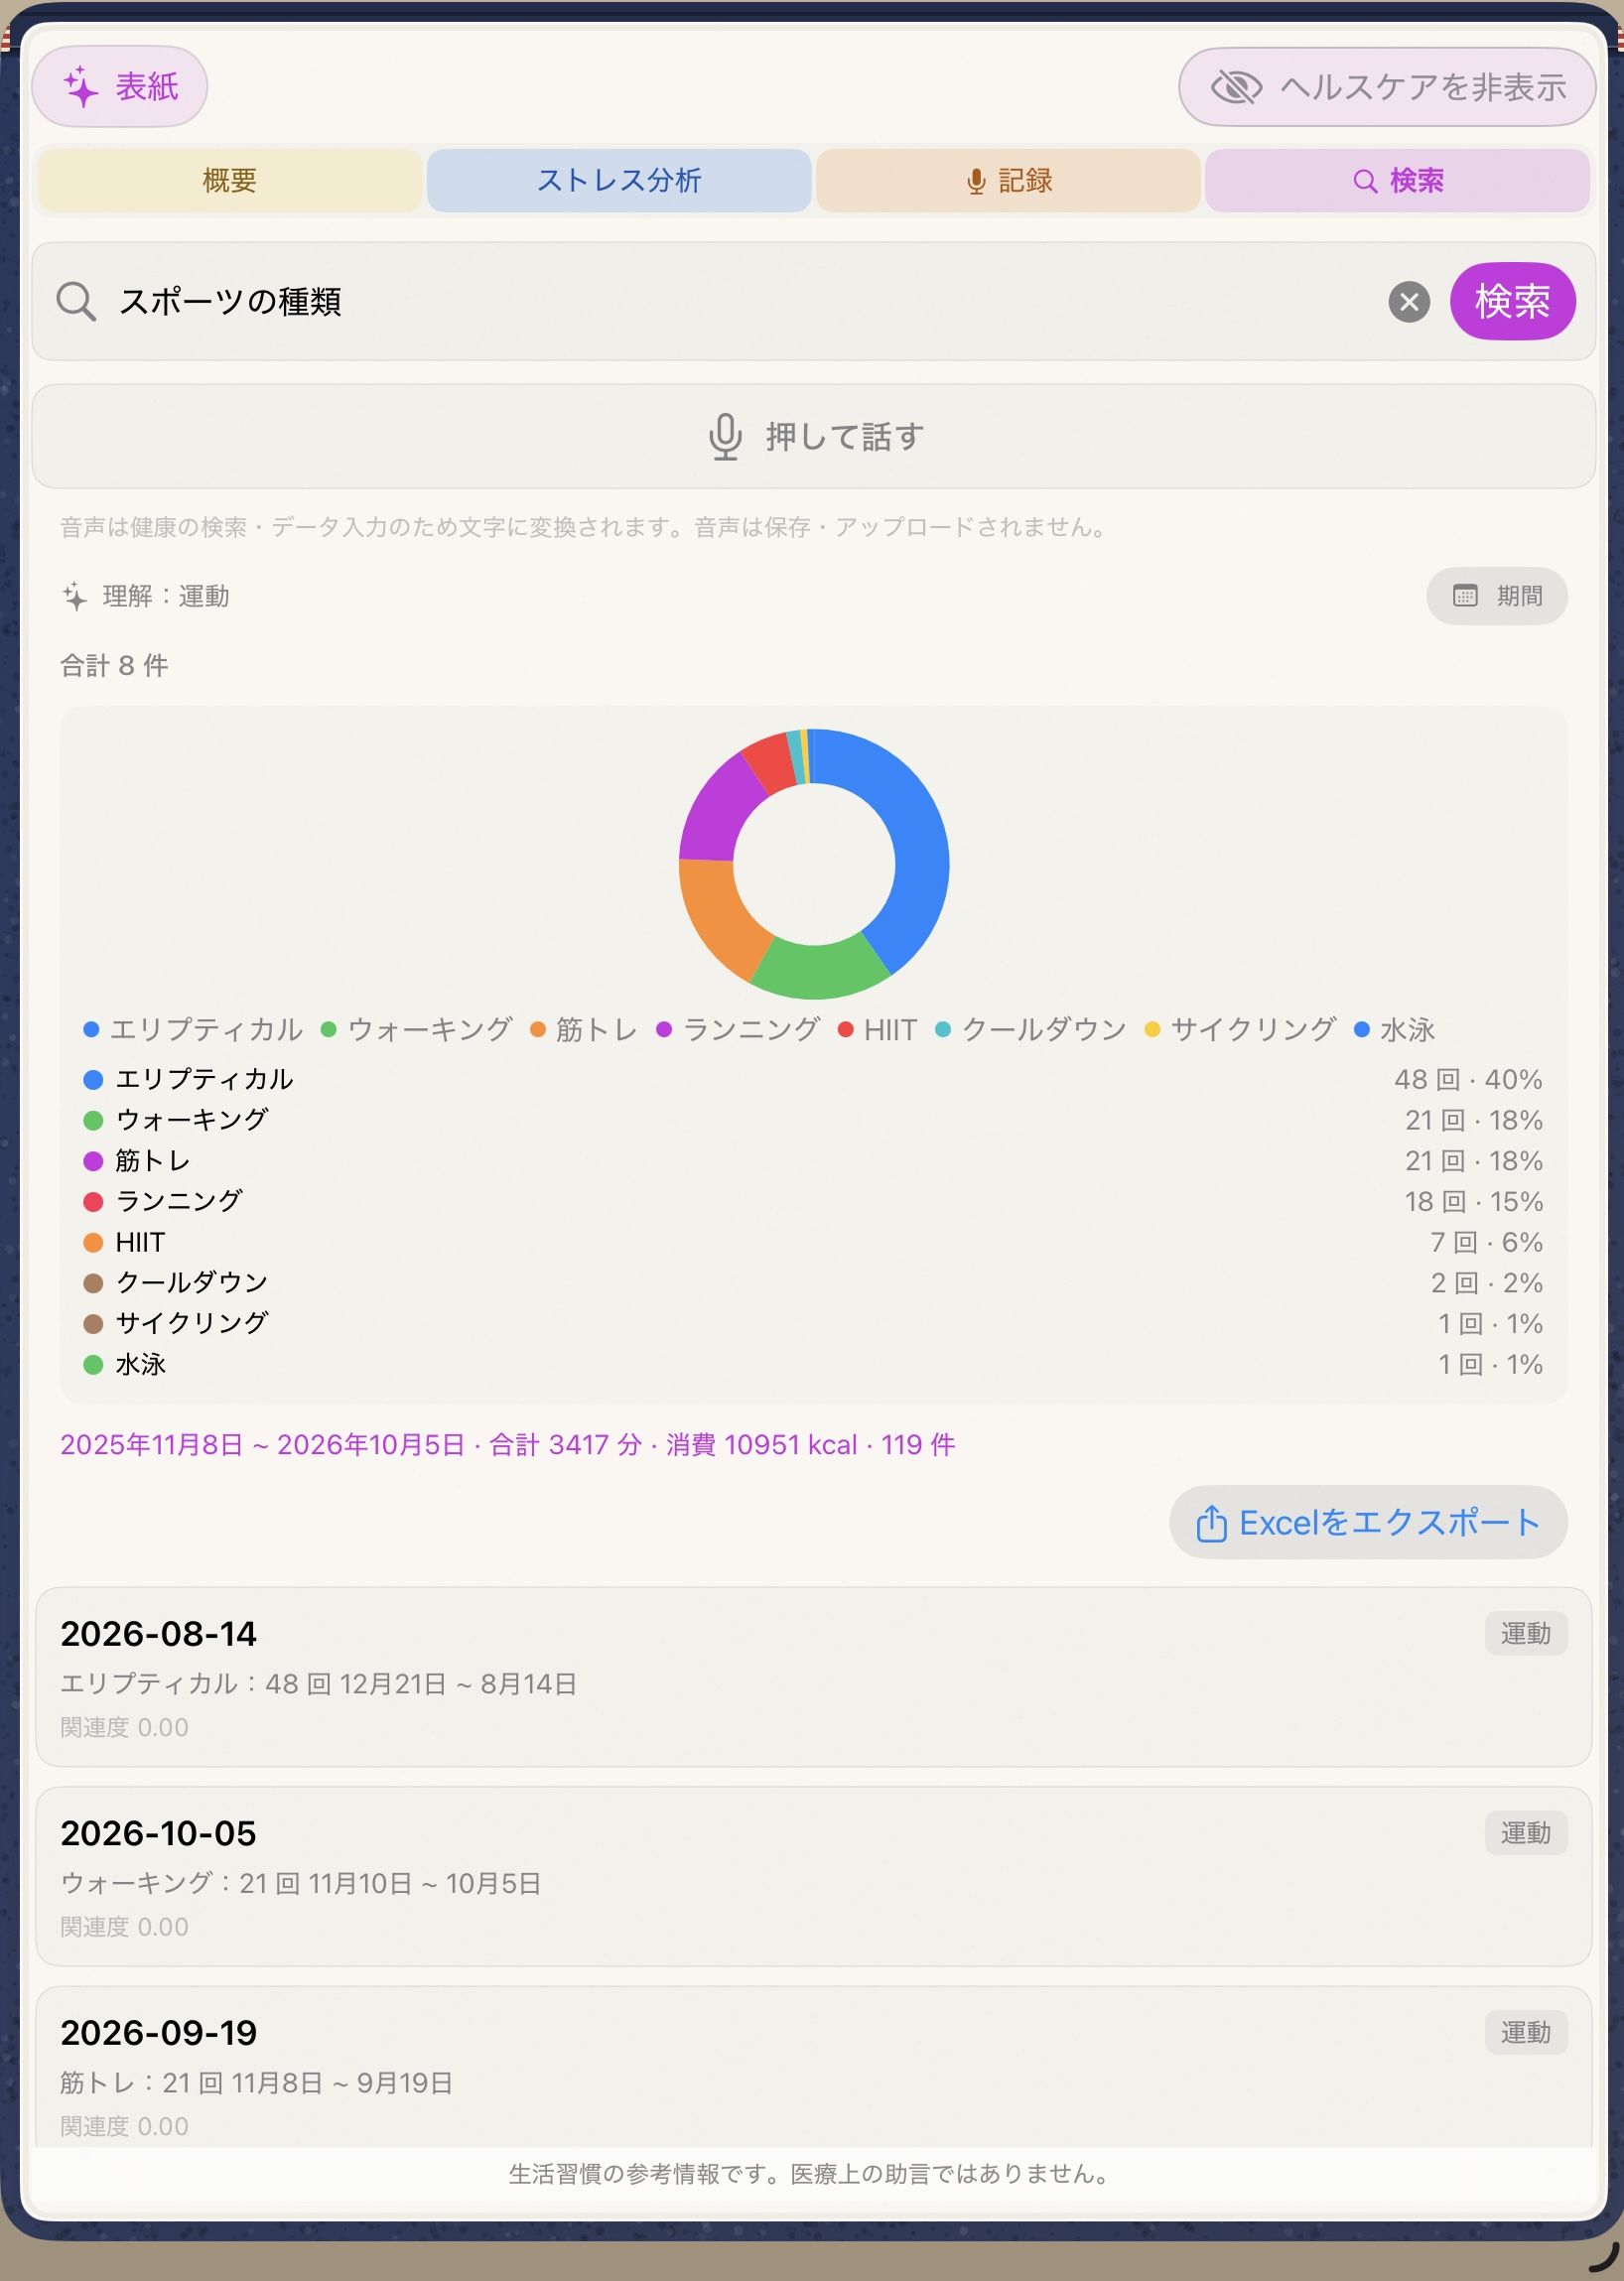 表紙
ヘルスケアを非表示
概要
ストレス分析
記録
検索
スポーツの種類
検索
押して話す
音声は健康の検索・データ入力のため文字に変換されます。音声は保存・アップロードされません。
理解：運動
期間
合計 8 件
エリプティカル ウォーキング 筋トレ ランニング HIIT クールダウン サイクリング 水泳
エリプティカル 48 回 · 40%
ウォーキング 21 回 · 18%
筋トレ 21 回 · 18%
ランニング 18 回 · 15%
HIIT 7 回 · 6%
クールダウン 2 回 · 2%
サイクリング 1 回 · 1%
水泳 1 回 · 1%
2025年11月8日 ~ 2026年10月5日 · 合計 3417 分 · 消費 10951 kcal · 119 件
Excelをエクスポート
2026-08-14 運動
エリプティカル：48 回 12月21日 ~ 8月14日
関連度 0.00
2026-10-05 運動
ウォーキング：21 回 11月10日 ~ 10月5日
関連度 0.00
2026-09-19 運動
筋トレ：21 回 11月8日 ~ 9月19日
関連度 0.00
生活習慣の参考情報です。医療上の助言ではありません。